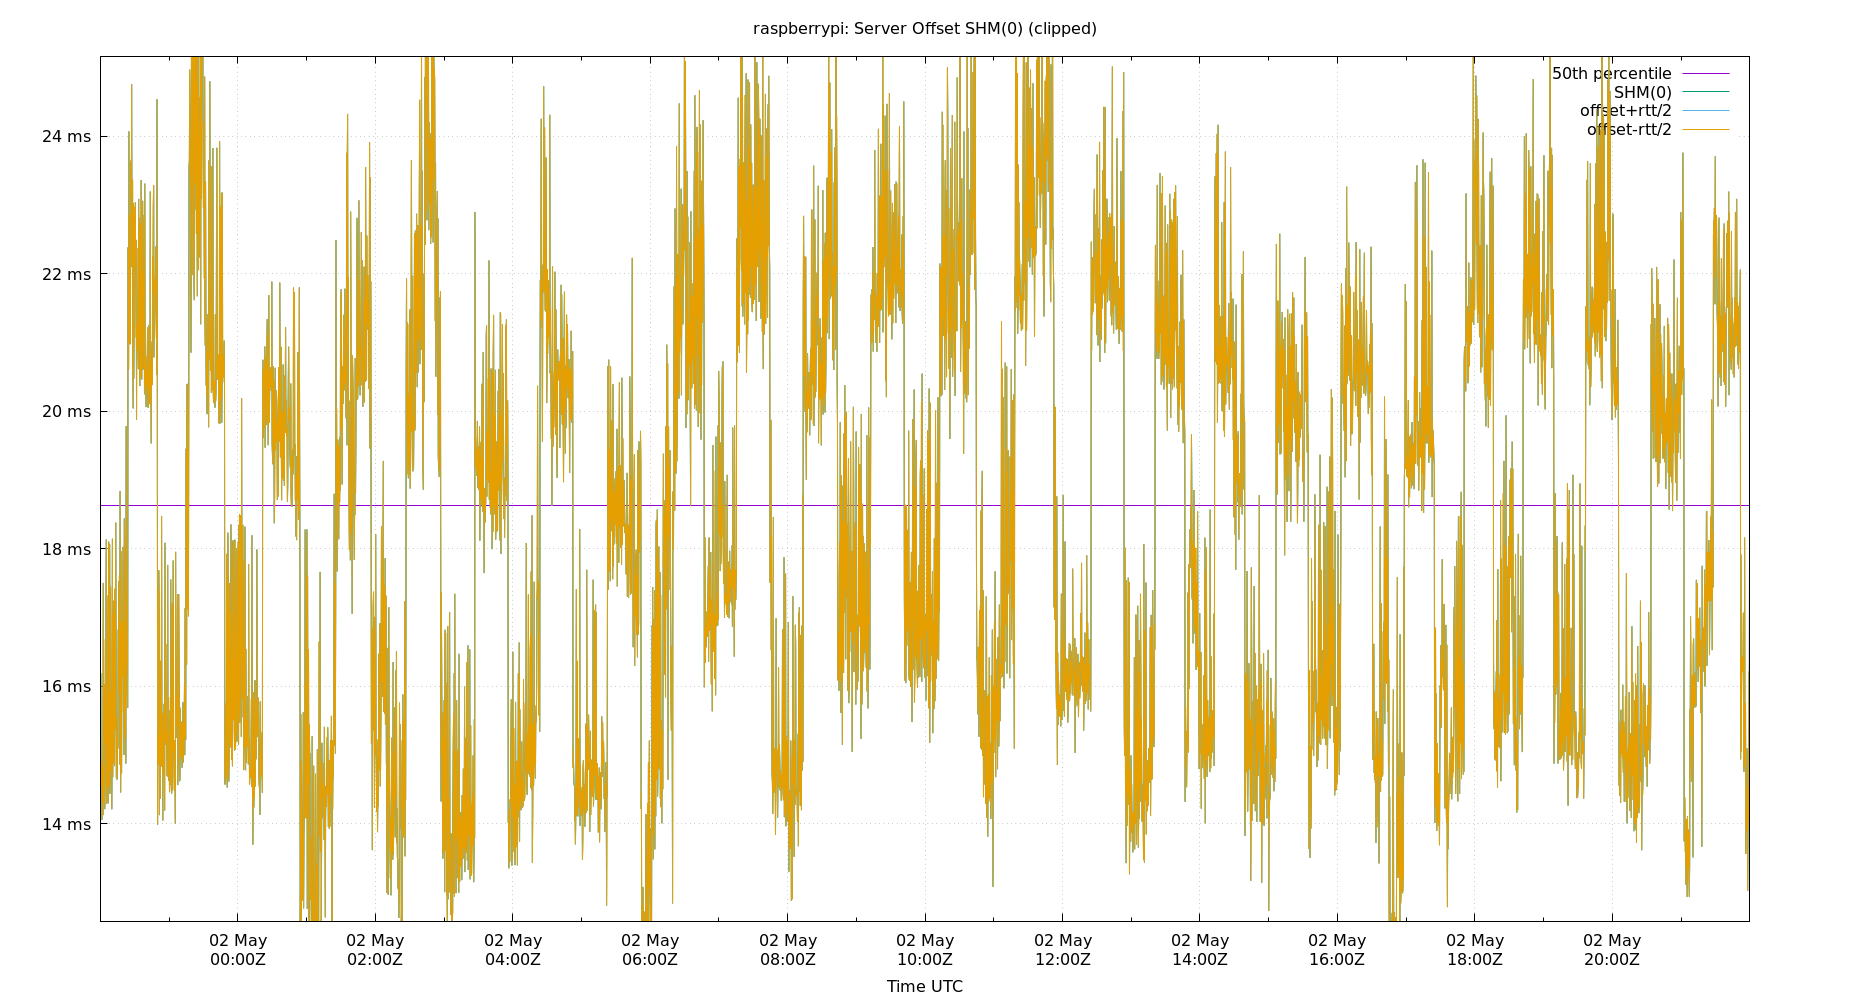 raspberrypi: Server Offset SHM(0) (clipped)
50th percentile
SHM(0)
offset+rtt/2
offset-rtt/2
24 ms
22 ms
20 ms
18 ms
16 ms
14 ms
02 May 02 May 02 May 02 May 02 May 02 May 02 May 02 May 02 May 02 May 02 May
00:00Z 02:00Z 04:00Z 06:00Z 08:00Z 10:00Z 12:00Z 14:00Z 16:00Z 18:00Z 20:00Z
Time UTC